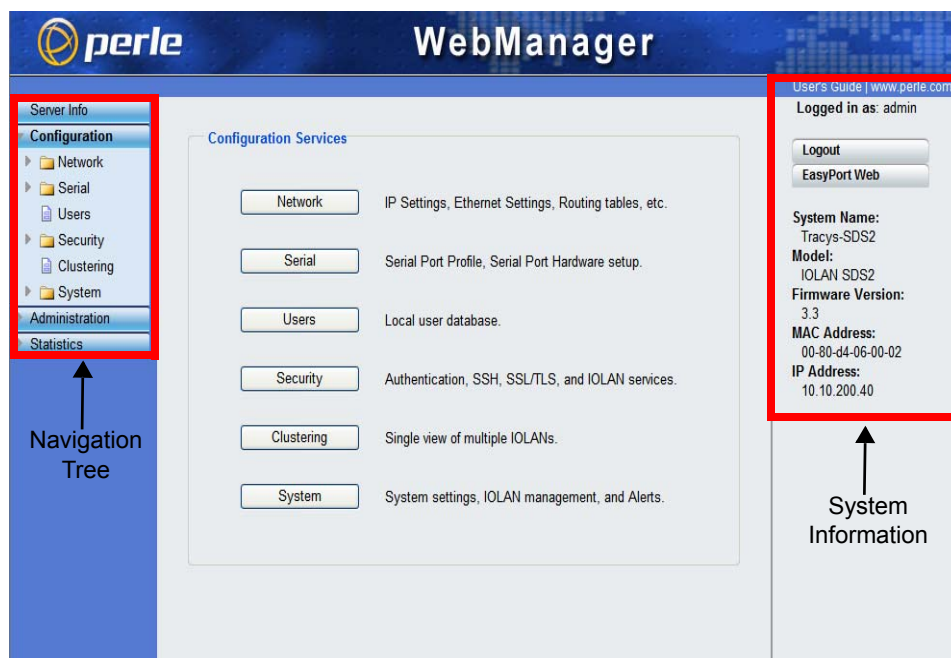 perle
WebManager
User's Guide | www.perle.com
Server Info
Configuration
Network
Serial
Users
Security
Clustering
System
Administration
Statistics
Navigation
Tree
Configuration Services
Network IP Settings, Ethernet Settings, Routing tables, etc.
Serial Serial Port Profile, Serial Port Hardware setup.
Users Local user database.
Security Authentication, SSH, SSL/TLS, and IOLAN services.
Clustering Single view of multiple IOLANs.
System System settings, IOLAN management, and Alerts.
Logged in as: admin
Logout
EasyPort Web
System Name:
Tracys-SDS2
Model:
IOLAN SDS2
Firmware Version:
3.3
MAC Address:
00-80-d4-06-00-02
IP Address:
10.10.200.40
System
Information